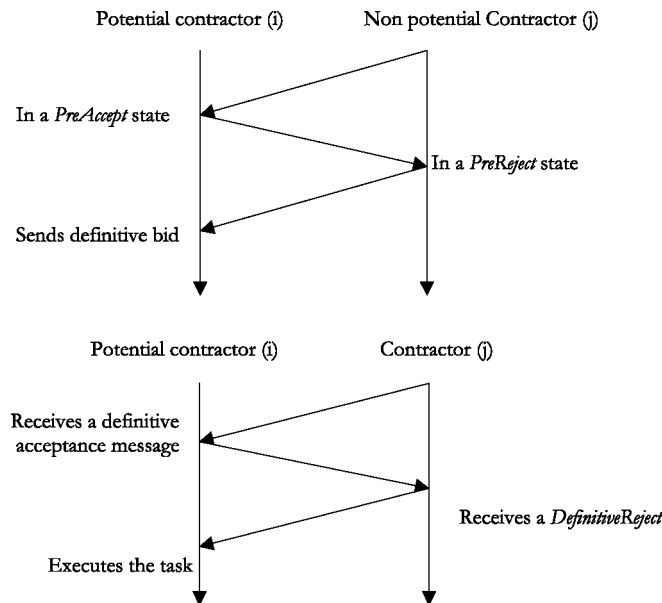 Potential contractor (i) Non potential Contractor (j)
In a PreAccept state
In a PreReject state
Sends definitive bid
Potential contractor (i) Contractor (j)
Receives a definitive
acceptance message
Receives a DefinitiveReject
Executes the task